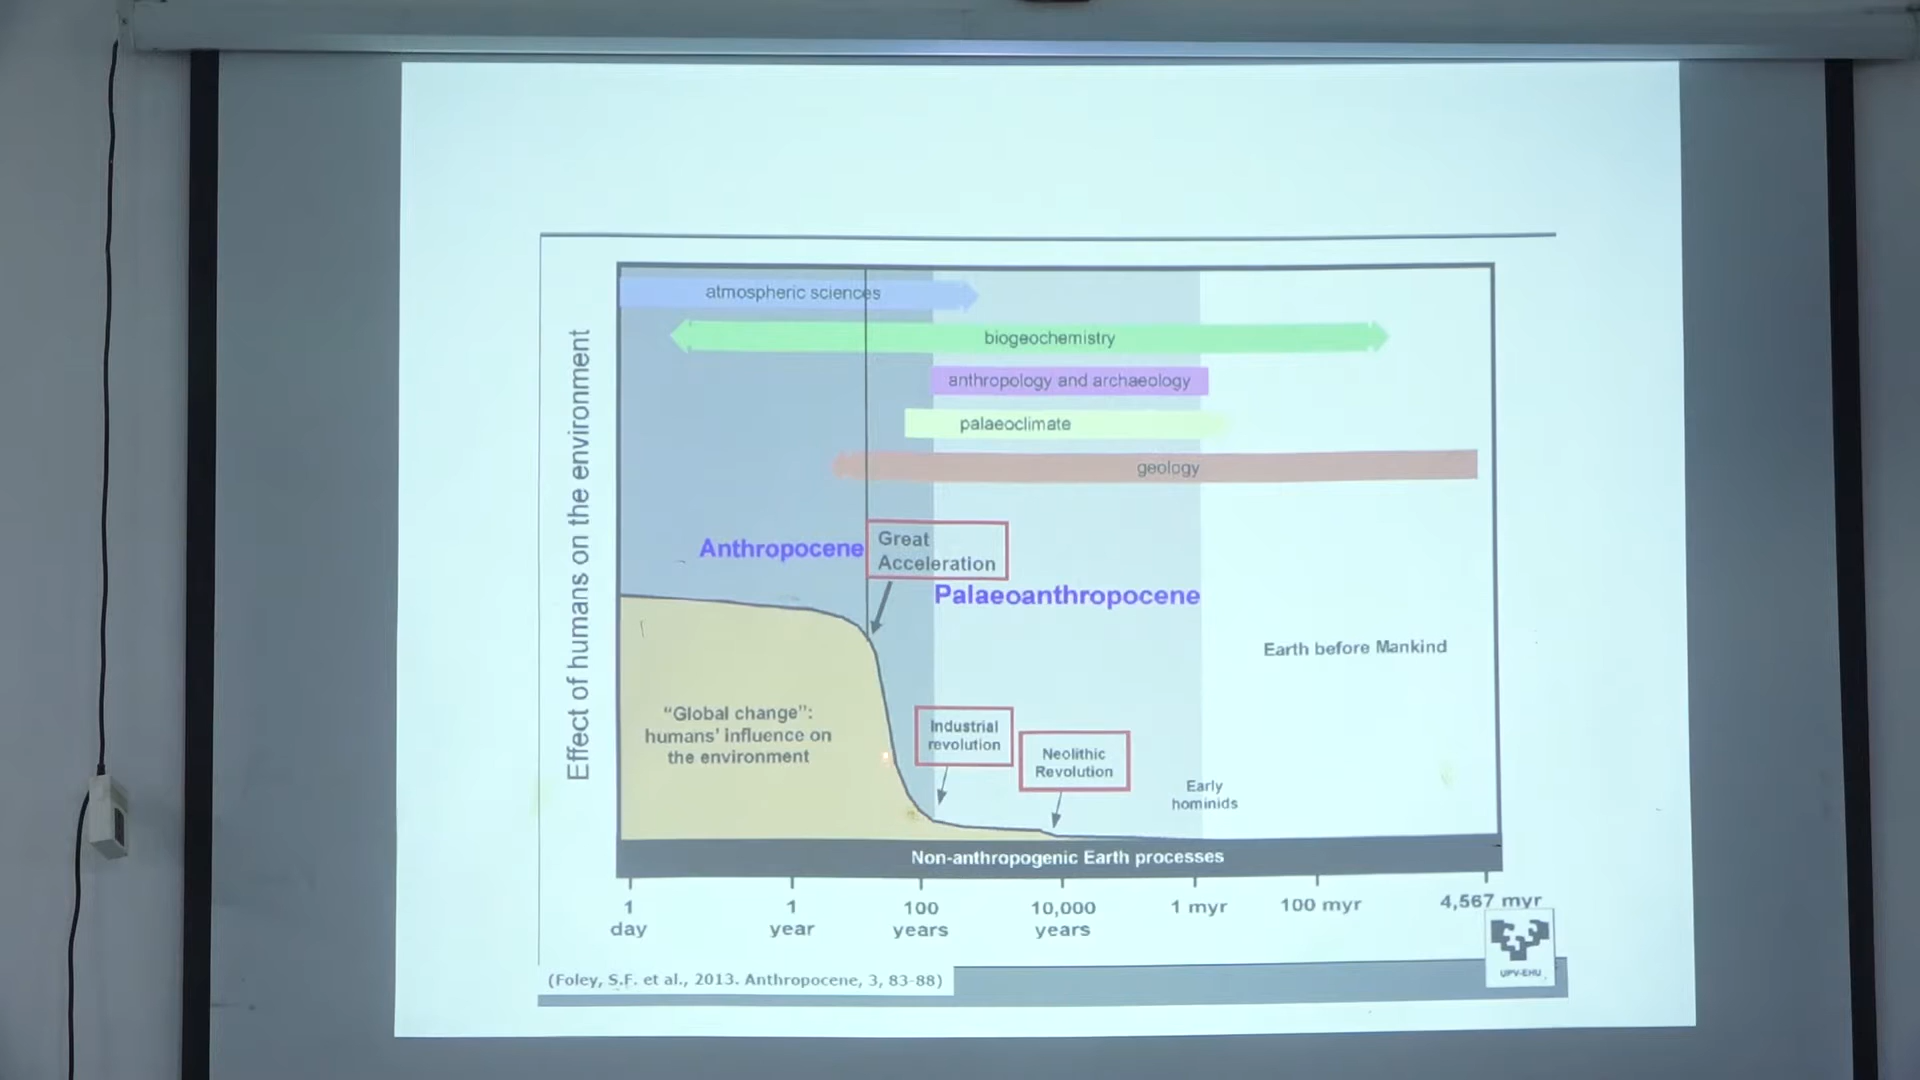 atmospheric sciences
biogeochemistry
anthropology and archaeology
palaeoclimate
geology
Effect of humans on the environment
Anthropocene
Great
Acceleration
Palaeoanthropocene
Earth before Mankind
“Global change”:
humans’ influence on
the environment
Industrial
revolution
Neolithic
Revolution
Early
hominids
Non-anthropogenic Earth processes
1
day
1
year
100
years
10,000
years
1 myr
100 myr
4,567 myr
(Foley, S.F. et al., 2013. Anthropocene, 3, 83-88)
UPV-EHU